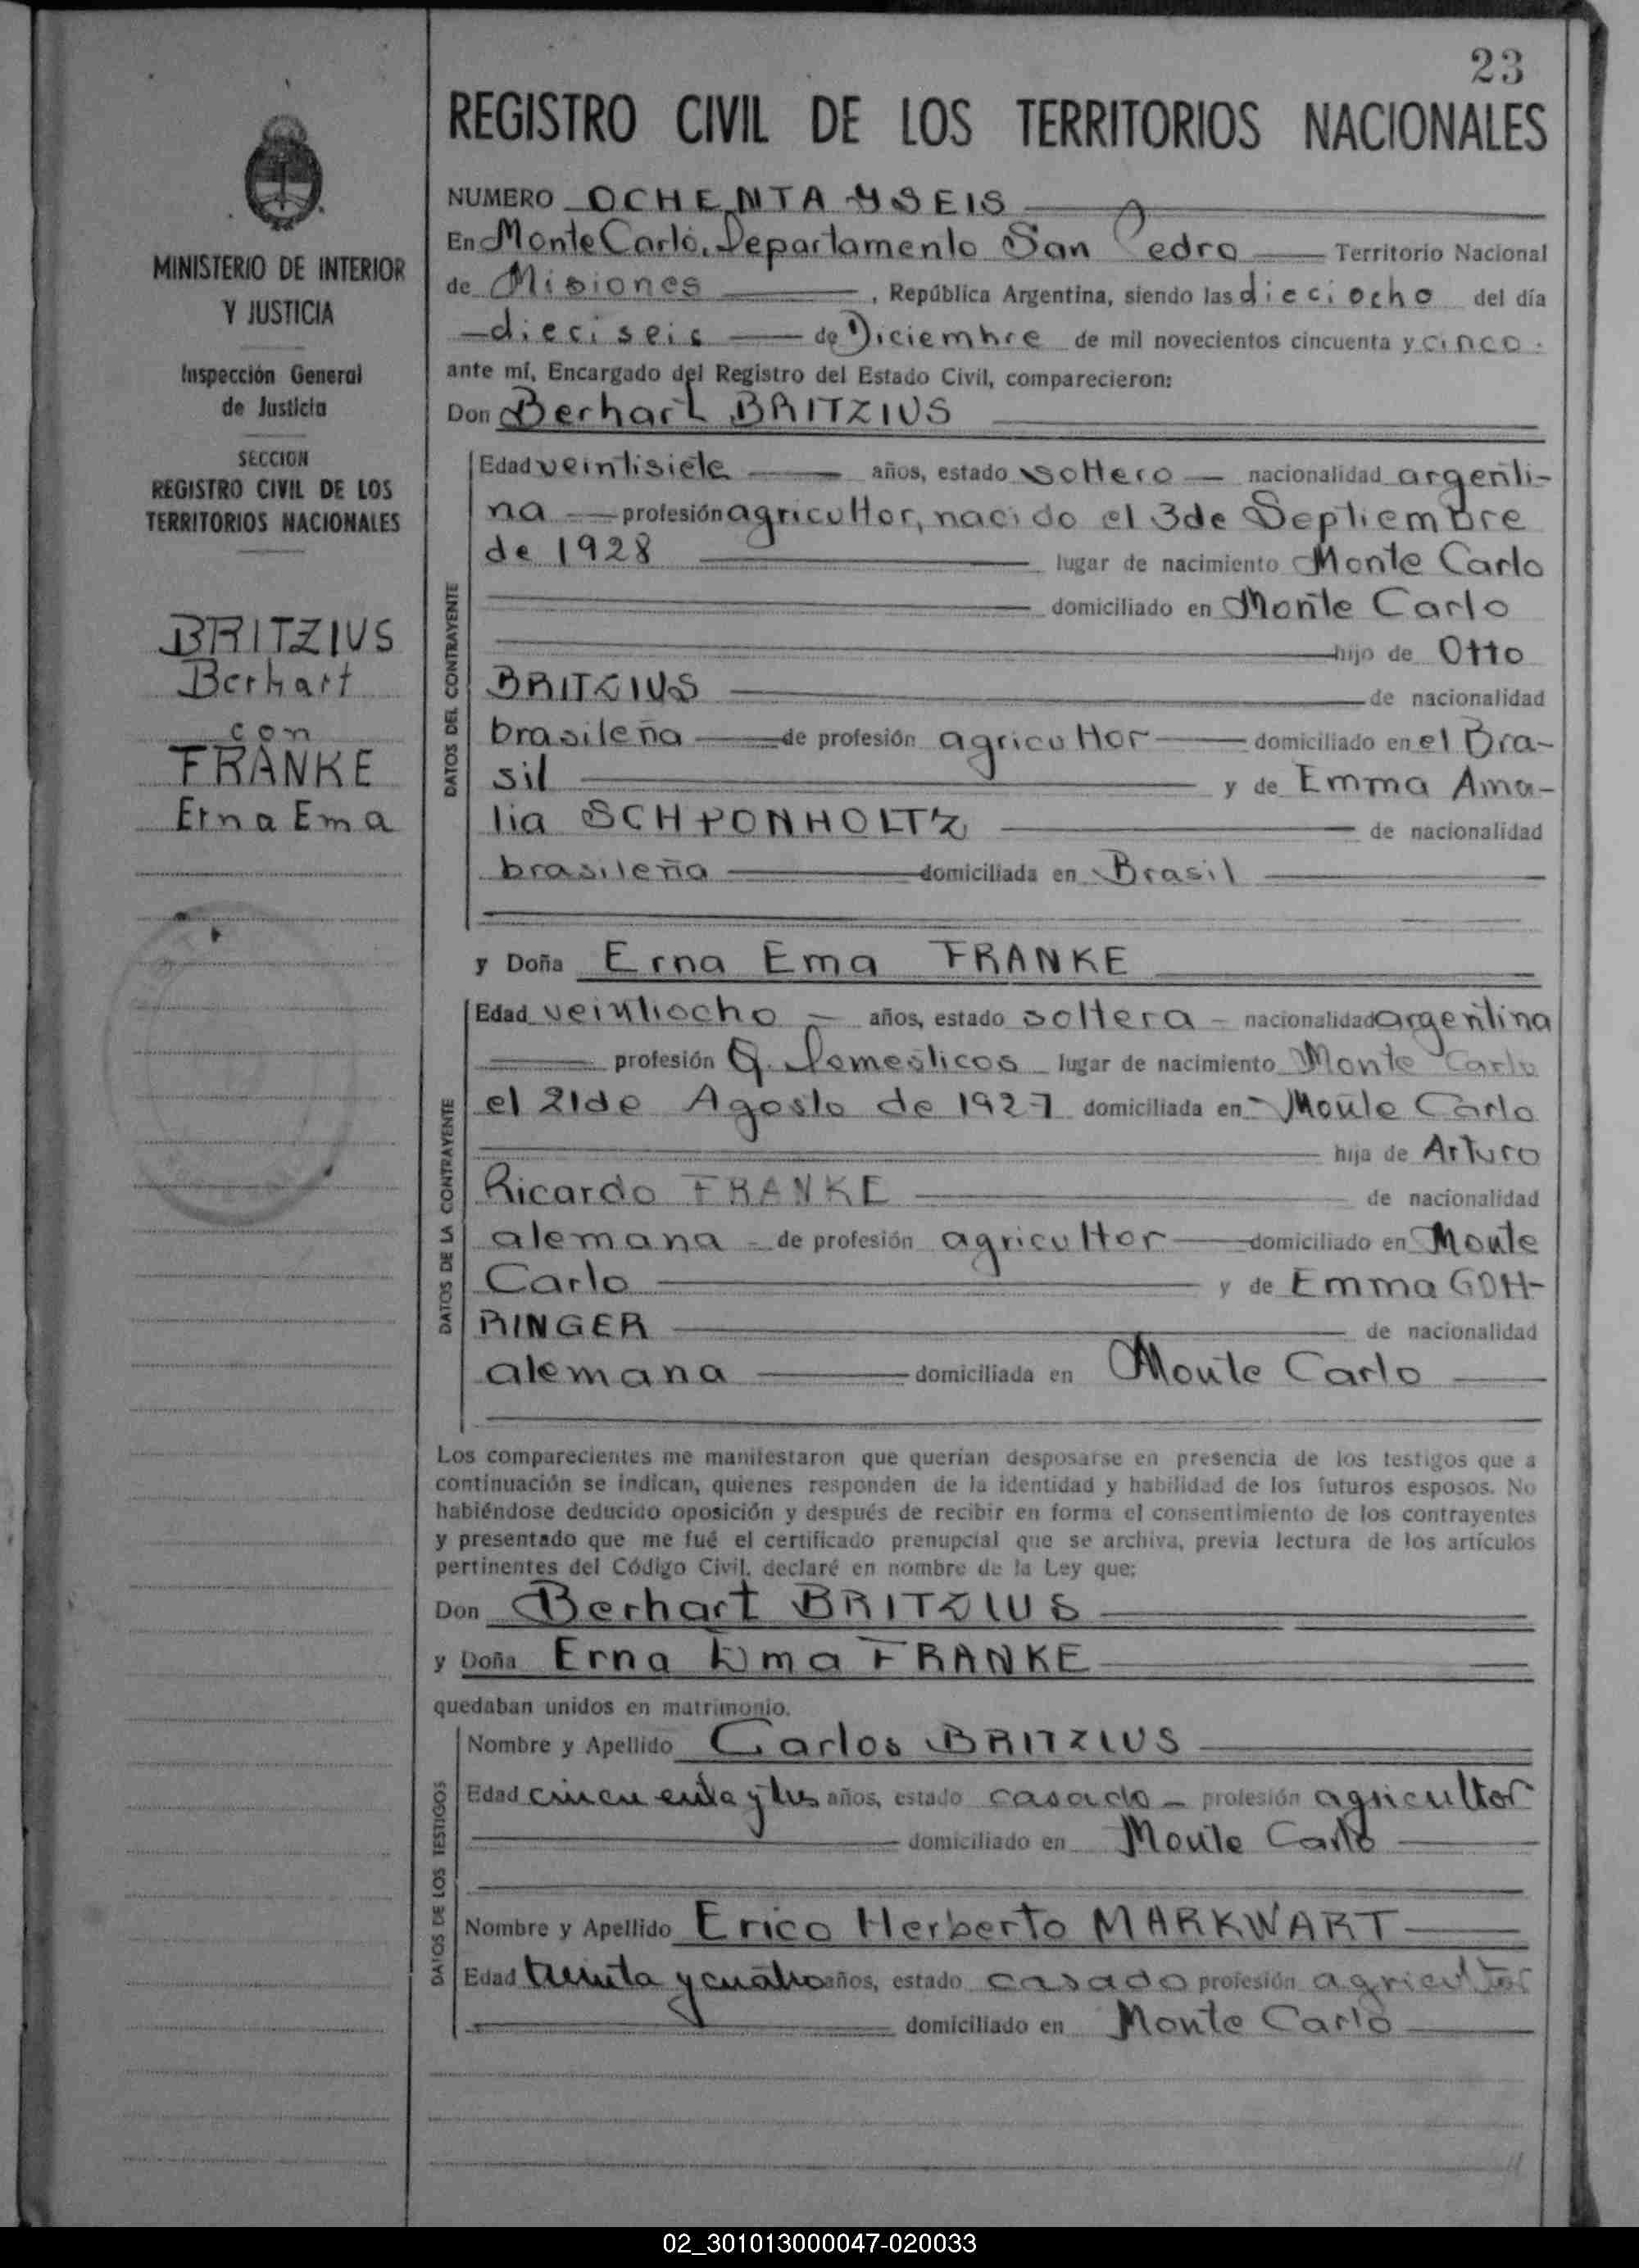 23
REGISTRO CIVIL DE LOS TERRITORIOS NACIONALES
MINISTERIO DE INTERIOR
Y JUSTICIA
Inspección General
de Justicia
SECCION
REGISTRO CIVIL DE LOS
TERRITORIOS NACIONALES
BRITZIUS
Berhart
con
FRANKE
Erna Ema
NUMERO OCHENTA Y SEIS
En Monte Carlo, Departamento San Pedro Territorio Nacional
de Misiones, República Argentina, siendo las dieciocho del día
dieciseis de Diciembre de mil novecientos cincuenta y cinco.
ante mí, Encargado del Registro del Estado Civil, comparecieron:
Don Berhart BRITZIUS
DATOS DEL CONTRAYENTE
Edad veintisiete años, estado soltero nacionalidad argenti-
na profesión agricultor, nacido el 3 de Septiembre
de 1928 lugar de nacimiento Monte Carlo
domiciliado en Monte Carlo
hijo de Otto
BRITZIUS de nacionalidad
brasileña de profesión agricultor domiciliado en el Bra-
sil y de Emma Ama-
lia SCHPONHOLTZ de nacionalidad
brasileña domiciliada en Brasil
y Doña Erna Ema FRANKE
DATOS DE LA CONTRAYENTE
Edad veintiocho años, estado soltera - nacionalidad argentina
profesión Q. Domesticos lugar de nacimiento Monte Carlo
el 21 de Agosto de 1927 domiciliada en Monte Carlo
hija de Arturo
Ricardo FRANKE de nacionalidad
alemana - de profesión agricultor domiciliado en Monte
Carlo y de Emma GOH-
RINGER de nacionalidad
alemana domiciliada en Monte Carlo
Los comparecientes me manifestaron que querían desposarse en presencia de los testigos que a
continuación se indican, quienes responden de la identidad y habilidad de los futuros esposos. No
habiéndose deducido oposición y después de recibir en forma el consentimiento de los contrayentes
y presentado que me fué el certificado prenupcial que se archiva, previa lectura de los artículos
pertinentes del Código Civil, declaré en nombre de la Ley que:
Don Berhart BRITZIUS
y Doña Erna Ema FRANKE
quedaban unidos en matrimonio.
DATOS DE LOS TESTIGOS
Nombre y Apellido Carlos BRITZIUS
Edad cincuenta y tres años, estado casado - profesión agricultor
domiciliado en Monte Carlo
Nombre y Apellido Erico Herberto MARKWART
Edad treinta y cuatro años, estado casado profesión agricultor
domiciliado en Monte Carlo
02_301013000047-020033